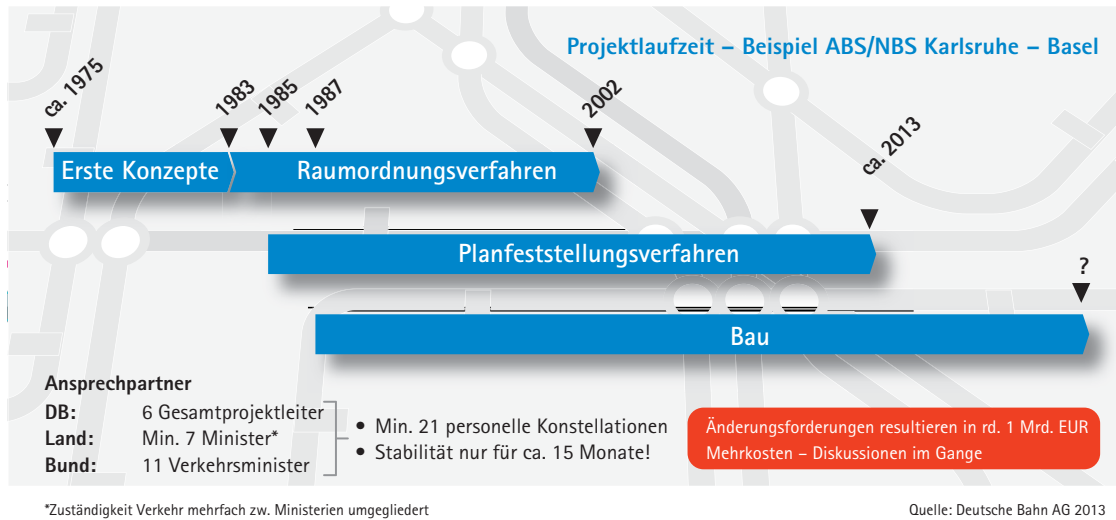 Projektlaufzeit – Beispiel ABS/NBS Karlsruhe – Basel
ca. 1975
1983
1985
1987
2002
Erste Konzepte
Raumordnungsverfahren
ca. 2013
Planfeststellungsverfahren
?
Bau
Ansprechpartner
DB: 6 Gesamtprojektleiter
Land: Min. 7 Minister*
Bund: 11 Verkehrsminister
• Min. 21 personelle Konstellationen
• Stabilität nur für ca. 15 Monate!
Änderungsforderungen resultieren in rd. 1 Mrd. EUR
Mehrkosten – Diskussionen im Gange
*Zuständigkeit Verkehr mehrfach zw. Ministerien umgegliedert
Quelle: Deutsche Bahn AG 2013